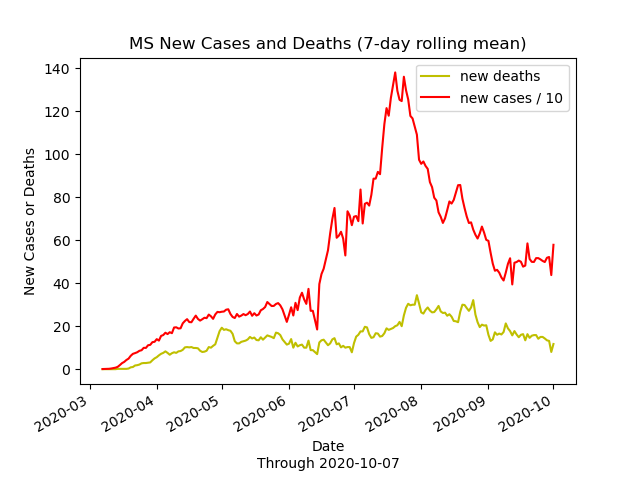 MS New Cases and Deaths (7-day rolling mean)
new deaths
new cases / 10
New Cases or Deaths
140
120
100
80
60
40
20
0
2020-03
2020-04
2020-05
2020-06
2020-07
2020-08
2020-09
2020-10
Date
Through 2020-10-07